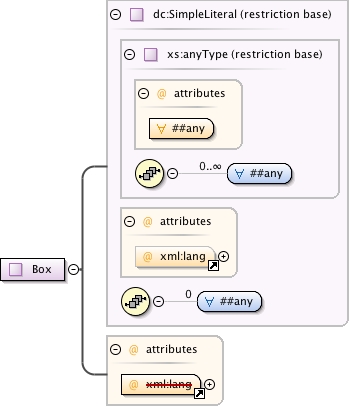 dc:SimpleLiteral (restriction base)
xs:anyType (restriction base)
@ attributes
∀ ##any
0..∞
∀ ##any
@ attributes
@ xml:lang
Box
0
∀ ##any
@ attributes
@ xml:lang